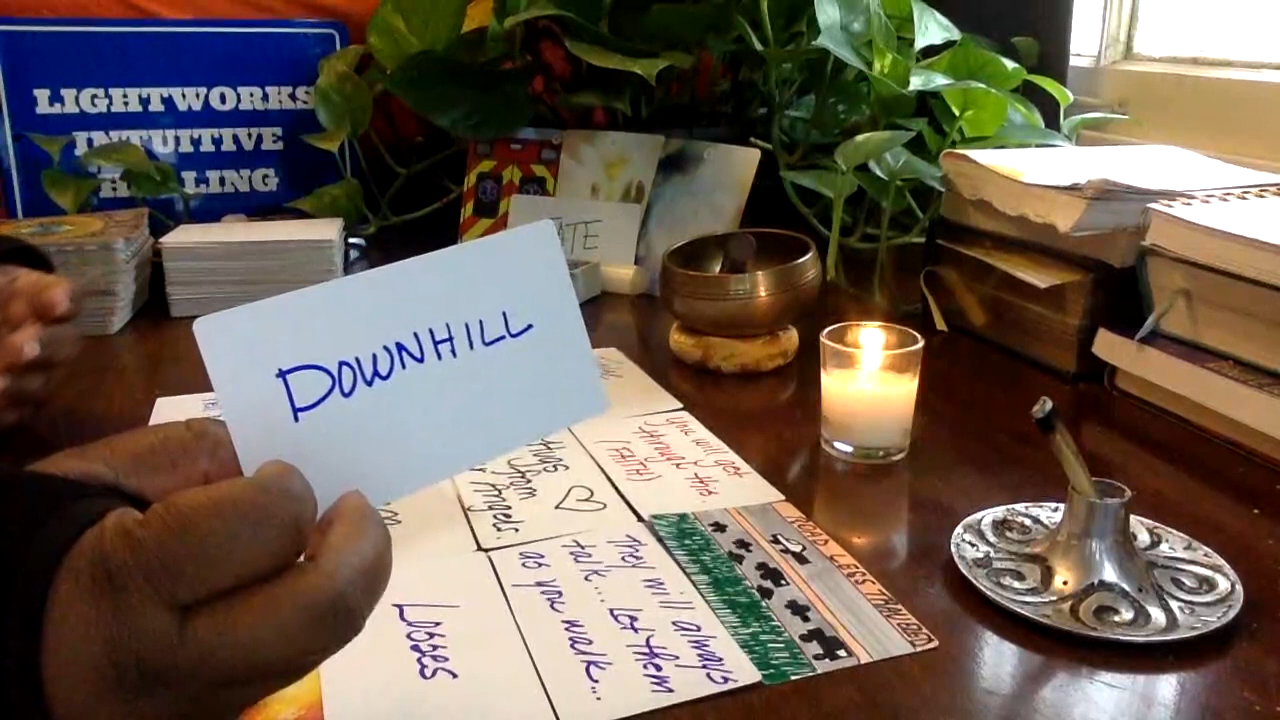 LIGHTWORKS
INTUITIVE
DOWNHILL
Hugs
from
Angels.
You will get
through this.
(FAITH)
ROAD LESS TRAVELED
They will always
talk... let them
as you walk...
Losses